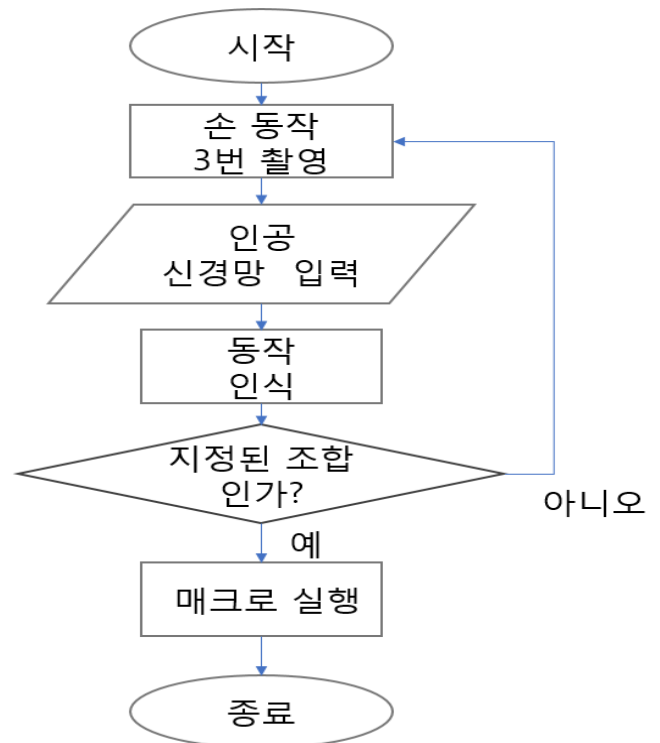 시작
손 동작
3번 촬영
인공
신경망 입력
동작
인식
지정된 조합
인가?
아니오
예
매크로 실행
종료